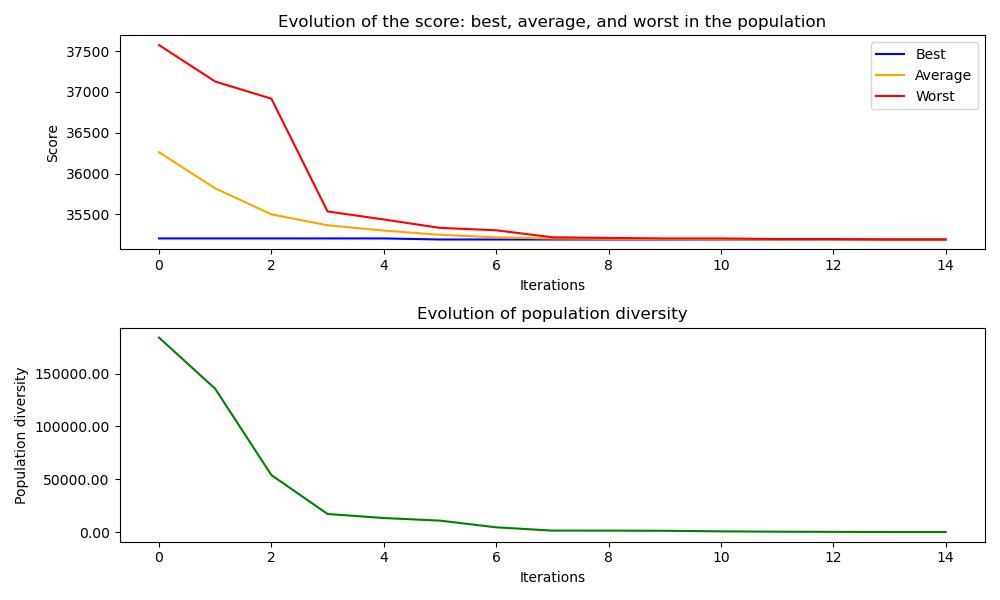 Evolution of the score: best, average, and worst in the population
37500
37000
36500
36000
35500
Score
Best
Average
Worst
0 2 4 6 8 10 12 14
Iterations
Evolution of population diversity
150000.00
100000.00
50000.00
0.00
Population diversity
0 2 4 6 8 10 12 14
Iterations